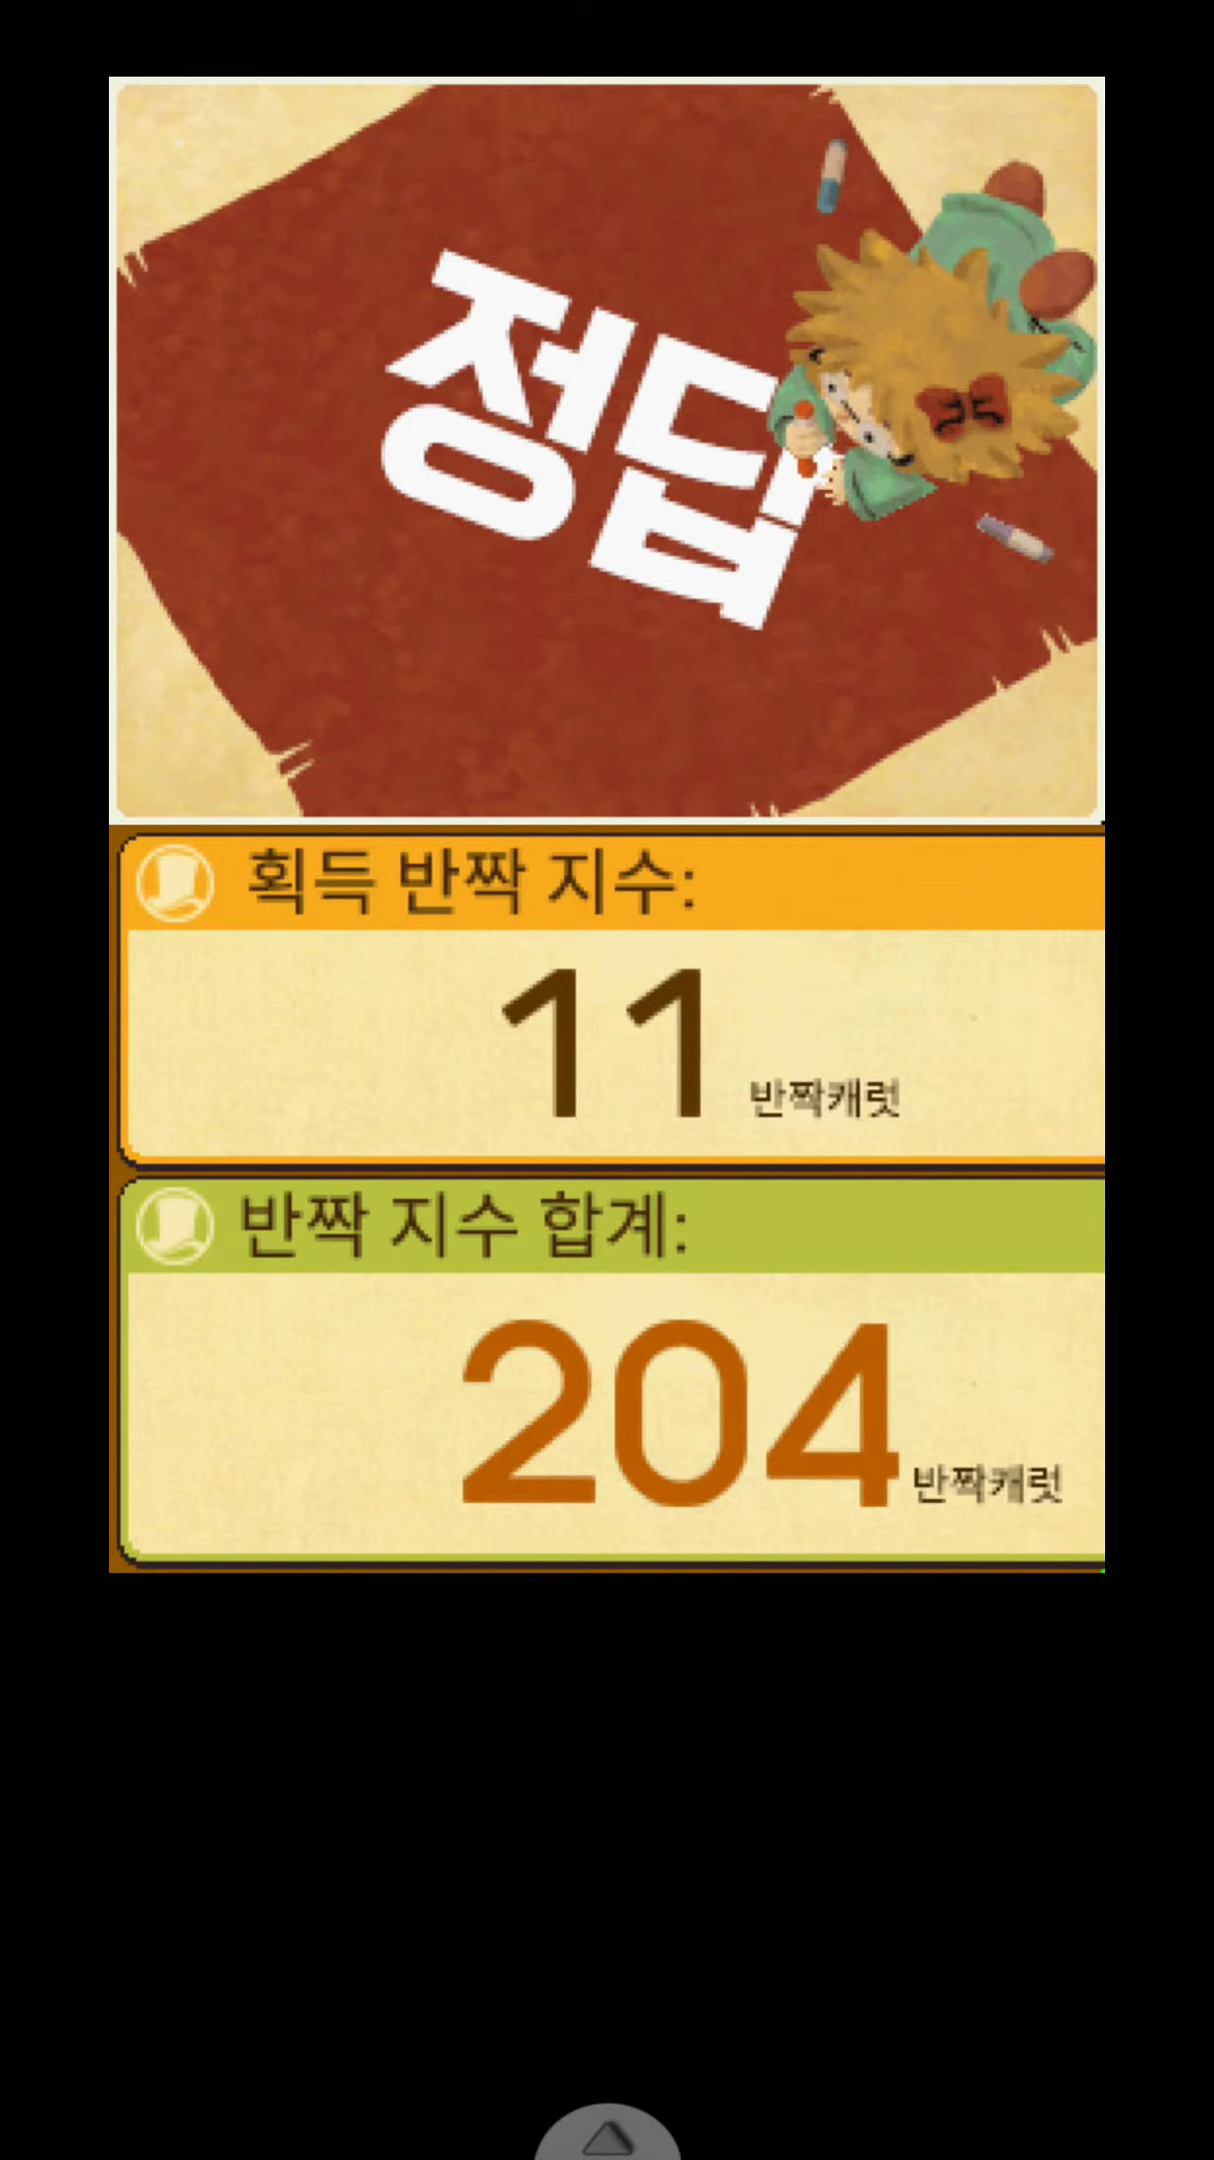 정답
획득 반짝 지수:
11 반짝캐럿
반짝 지수 합계:
204 반짝캐럿